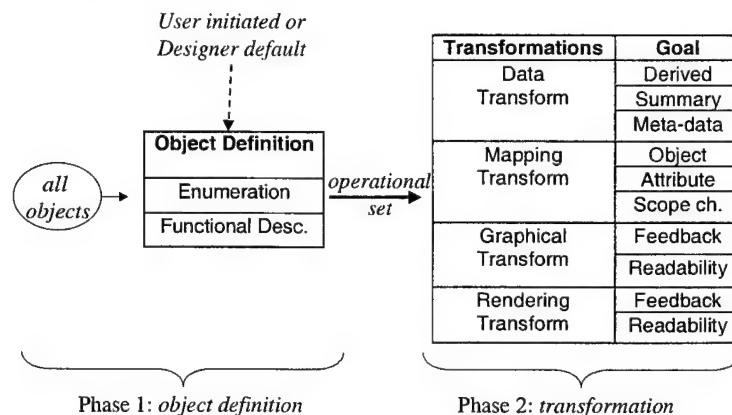 User initiated or
Designer default
Object Definition
Enumeration
Functional Desc.
all
objects
operational
set
Transformations Goal
Data
Transform
Derived
Summary
Meta-data
Mapping
Transform
Object
Attribute
Scope ch.
Graphical
Transform
Feedback
Readability
Rendering
Transform
Feedback
Readability
Phase 1: object definition
Phase 2: transformation